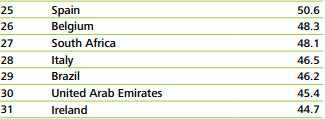 25 Spain 50.6
26 Belgium 48.3
27 South Africa 48.1
28 Italy 46.5
29 Brazil 46.2
30 United Arab Emirates 45.4
31 Ireland 44.7